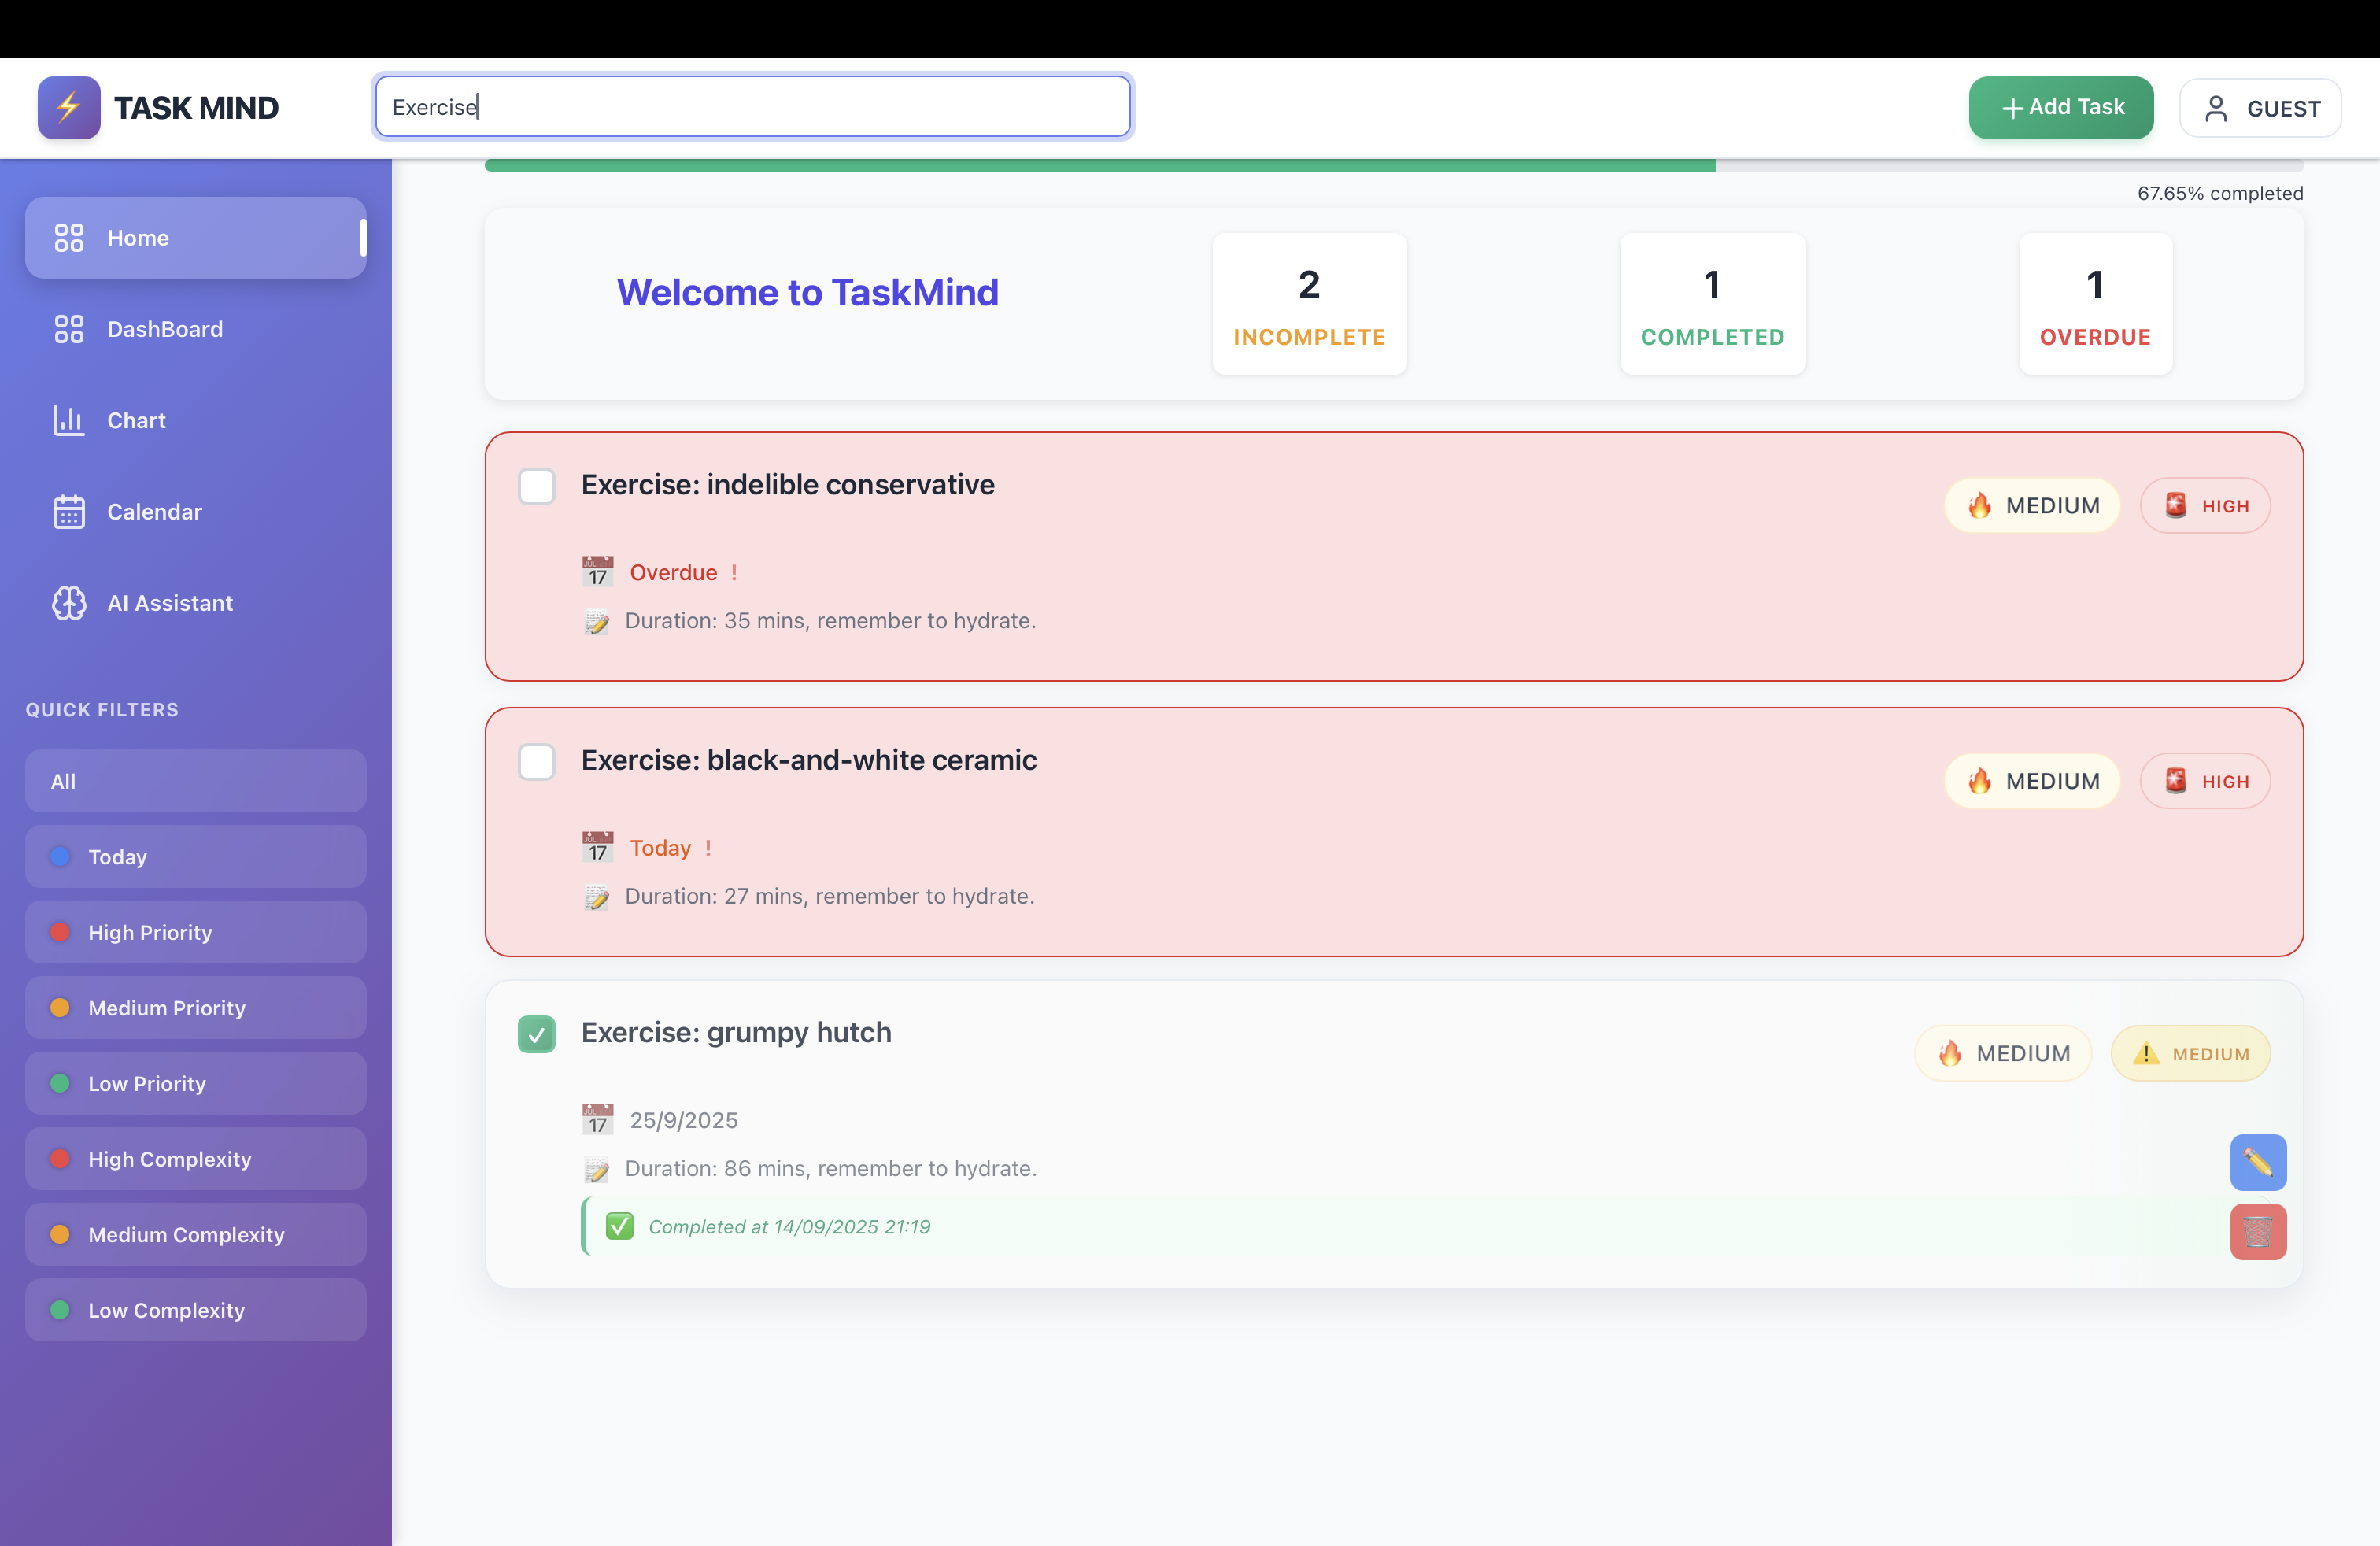 TASK MIND
Exercise
Add Task
GUEST
Home
DashBoard
Chart
Calendar
AI Assistant
QUICK FILTERS
All
Today
High Priority
Medium Priority
Low Priority
High Complexity
Medium Complexity
Low Complexity
67.65% completed
Welcome to TaskMind
2
INCOMPLETE
1
COMPLETED
1
OVERDUE
Exercise: indelible conservative
MEDIUM
HIGH
JUL
17
Overdue !
Duration: 35 mins, remember to hydrate.
Exercise: black-and-white ceramic
MEDIUM
HIGH
JUL
17
Today !
Duration: 27 mins, remember to hydrate.
Exercise: grumpy hutch
MEDIUM
MEDIUM
JUL
17
25/9/2025
Duration: 86 mins, remember to hydrate.
Completed at 14/09/2025 21:19